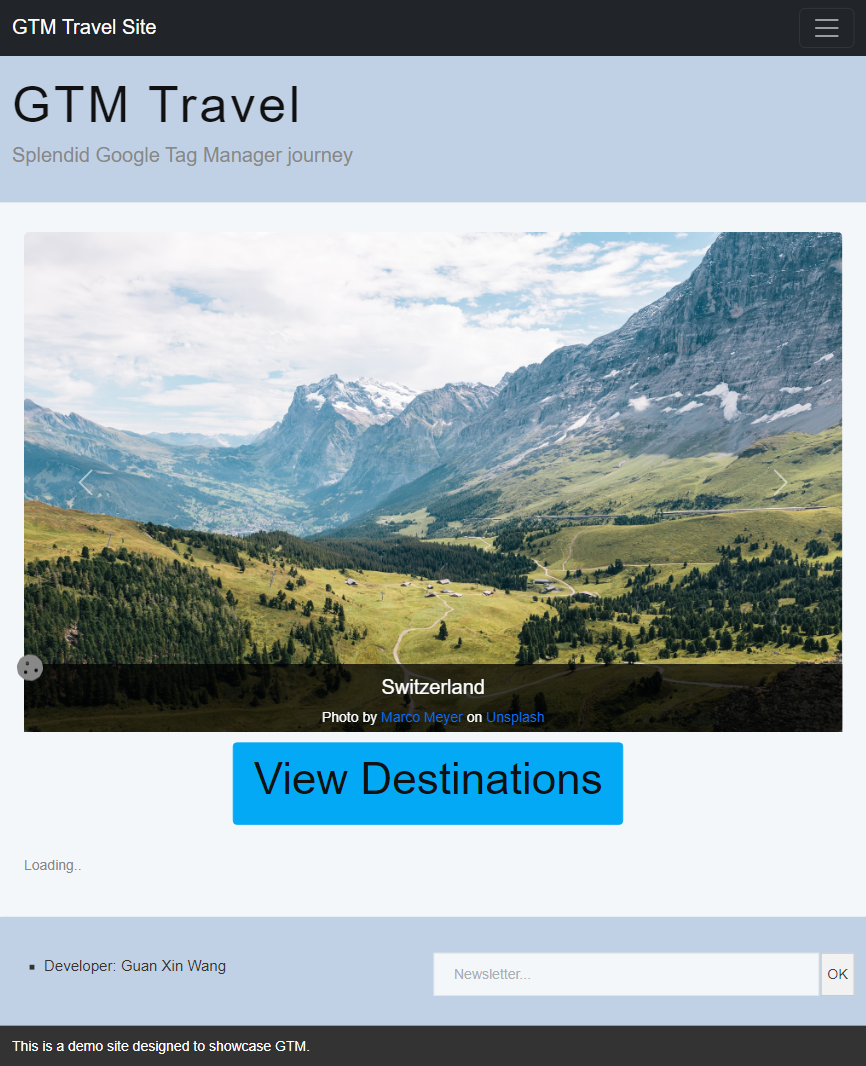 GTM Travel Site
GTM Travel
Splendid Google Tag Manager journey
Switzerland
Photo by Marco Meyer on Unsplash
View Destinations
Loading..
Developer: Guan Xin Wang
Newsletter...
OK
This is a demo site designed to showcase GTM.